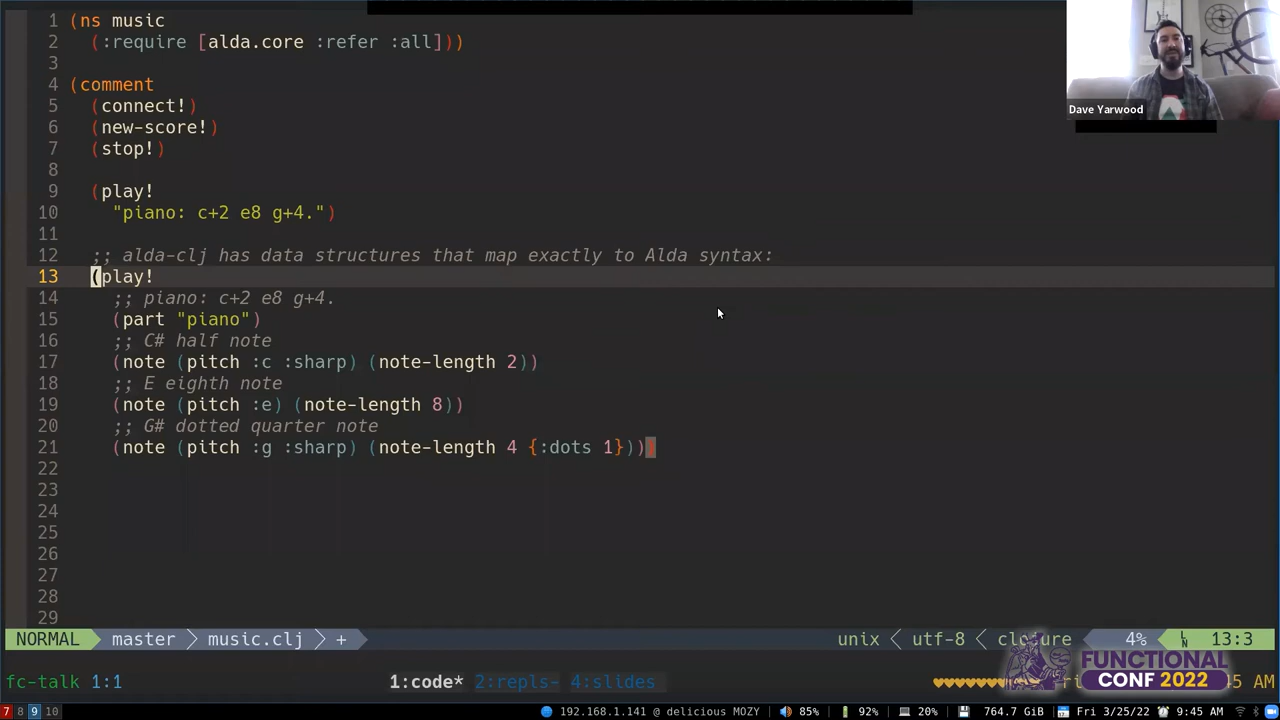 1 (ns music
2 (:require [alda.core :refer :all]))
3
4 (comment
5 (connect!)
6 (new-score!)
7 (stop!)
8
9 (play!
10 "piano: c+2 e8 g+4.")
11
12 ;; alda-clj has data structures that map exactly to Alda syntax:
13 (play!
14 ;; piano: c+2 e8 g+4.
15 (part "piano")
16 ;; C# half note
17 (note (pitch :c :sharp) (note-length 2))
18 ;; E eighth note
19 (note (pitch :e) (note-length 8))
20 ;; G# dotted quarter note
21 (note (pitch :g :sharp) (note-length 4 {:dots 1})))
22
23
24
25
26
27
28
29
Dave Yarwood
NORMAL master music.clj + unix utf-8 clojure 4% 13:3
fc-talk 1:1 1:code* 2:repls- 4:slides AM
FUNCTIONAL
CONF 2022
7 8 9 10 192.168.1.141 @ delicious MOZY 85% 92% 20% 764.7 GiB Fri 3/25/22 9:45 AM